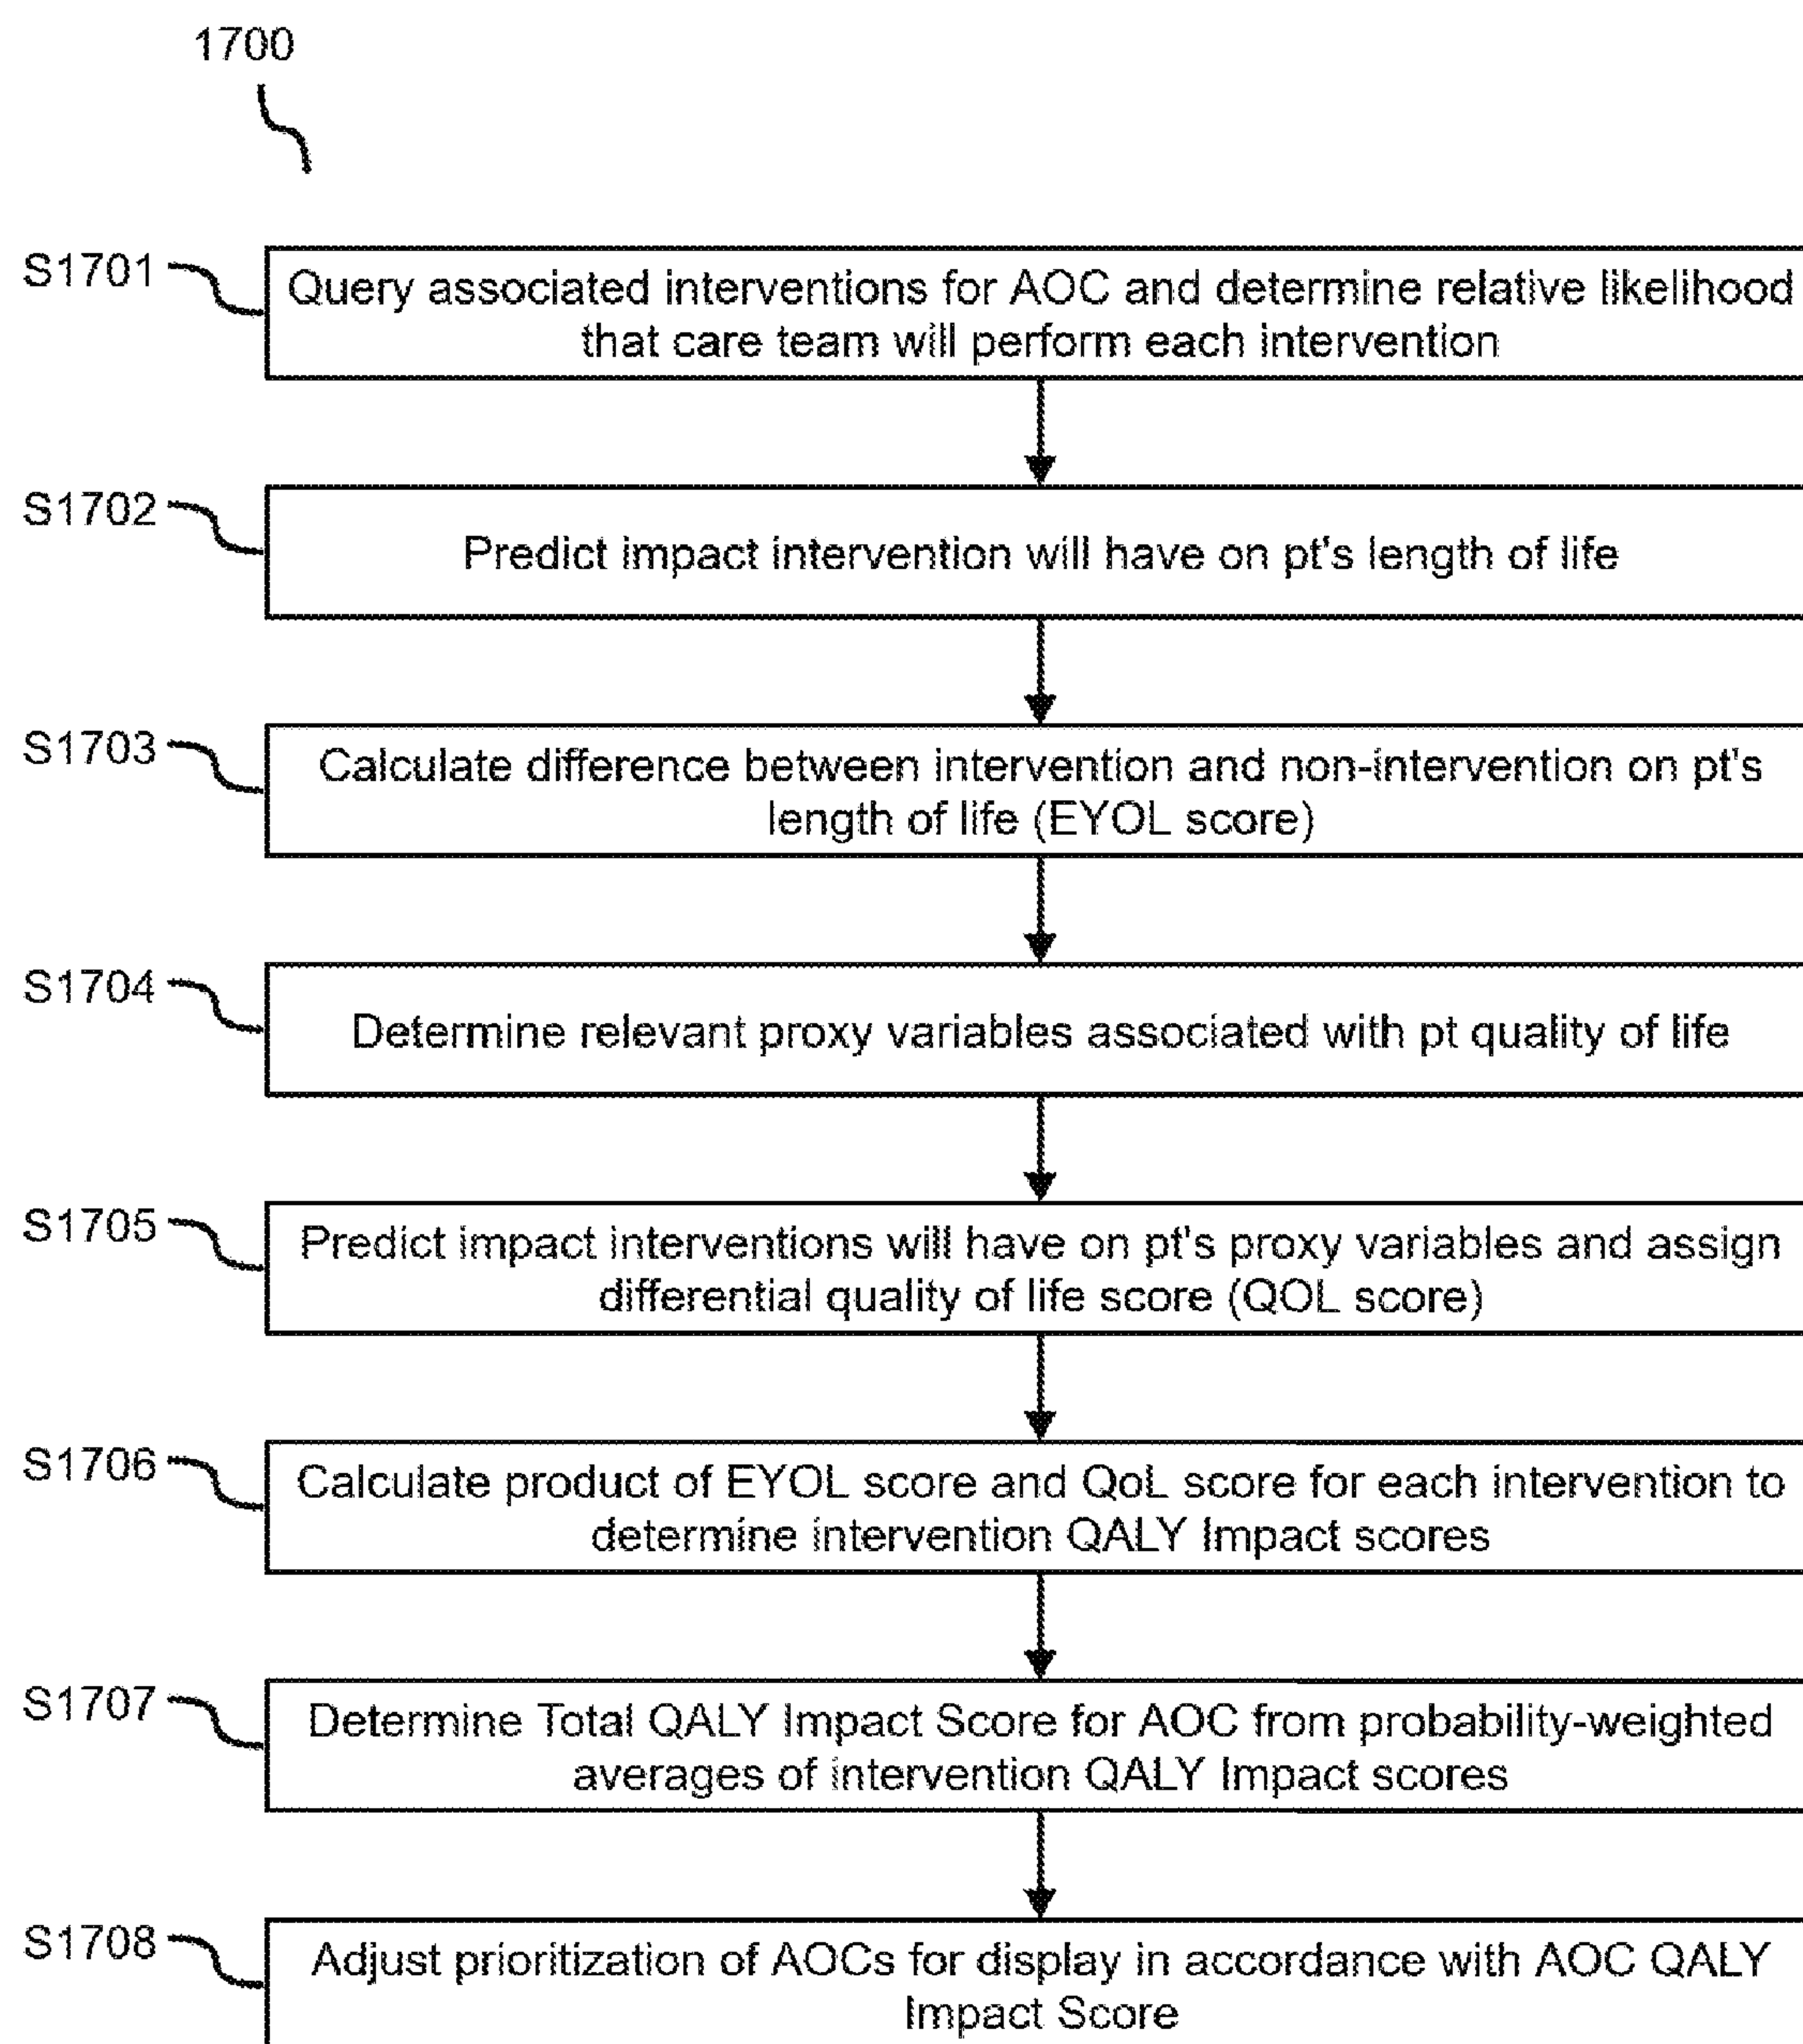 1700
S1701
Query associated interventions for AOC and determine relative likelihood
that care team will perform each intervention
S1702
Predict impact intervention will have on pt's length of life
S1703
Calculate difference between intervention and non-intervention on pt's
length of life (EYOL score)
S1704
Determine relevant proxy variables associated with pt quality of life
S1705
Predict impact interventions will have on pt's proxy variables and assign
differential quality of life score (QOL score)
S1706
Calculate product of EYOL score and QoL score for each intervention to
determine intervention QALY Impact scores
S1707
Determine Total QALY Impact Score for AOC from probability-weighted
averages of intervention QALY Impact scores
S1708
Adjust prioritization of AOCs for display in accordance with AOC QALY
Impact Score